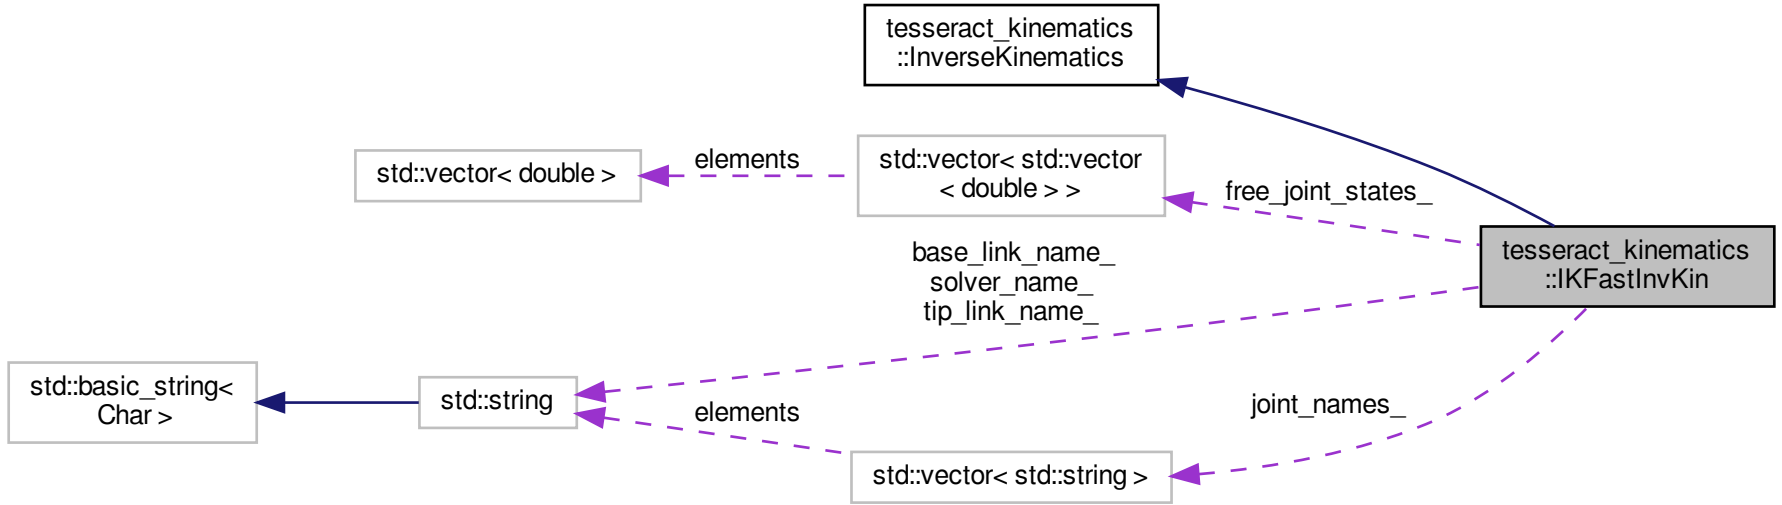 tesseract_kinematics
::InverseKinematics
std::vector< double >
elements
std::vector< std::vector
< double > >
free_joint_states_
tesseract_kinematics
::IKFastInvKin
base_link_name_
solver_name_
tip_link_name_
std::basic_string<
Char >
std::string
elements
joint_names_
std::vector< std::string >